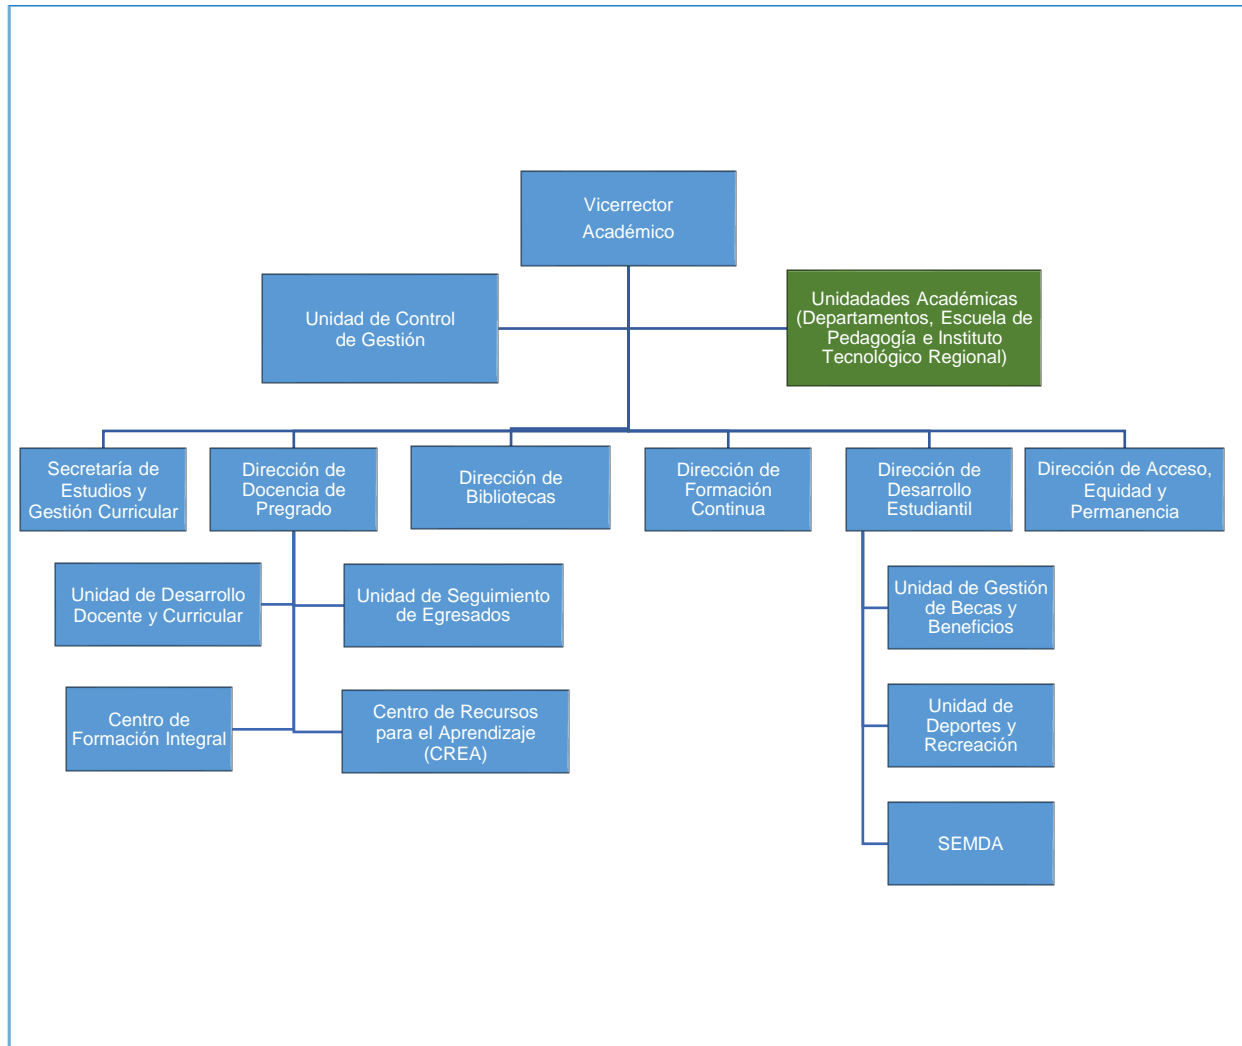 Vicerrector
Académico
Unidad de Control
de Gestión
Unidadades Académicas
(Departamentos, Escuela de
Pedagogía e Instituto
Tecnológico Regional)
Secretaría de
Estudios y
Gestión Curricular
Dirección de
Docencia de
Pregrado
Dirección de
Bibliotecas
Dirección de
Formación
Continua
Dirección de
Desarrollo
Estudiantil
Dirección de Acceso,
Equidad y
Permanencia
Unidad de Desarrollo
Docente y Curricular
Unidad de Seguimiento
de Egresados
Unidad de Gestión
de Becas y
Beneficios
Centro de
Formación Integral
Centro de Recursos
para el Aprendizaje
(CREA)
Unidad de
Deportes y
Recreación
SEMDA